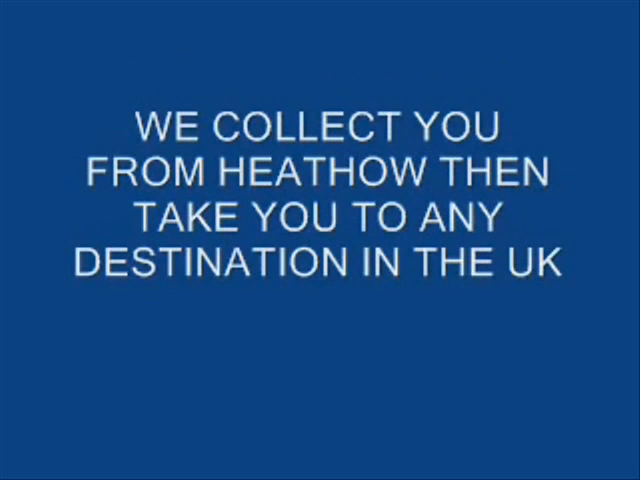 WE COLLECT YOU
FROM HEATHOW THEN
TAKE YOU TO ANY
DESTINATION IN THE UK